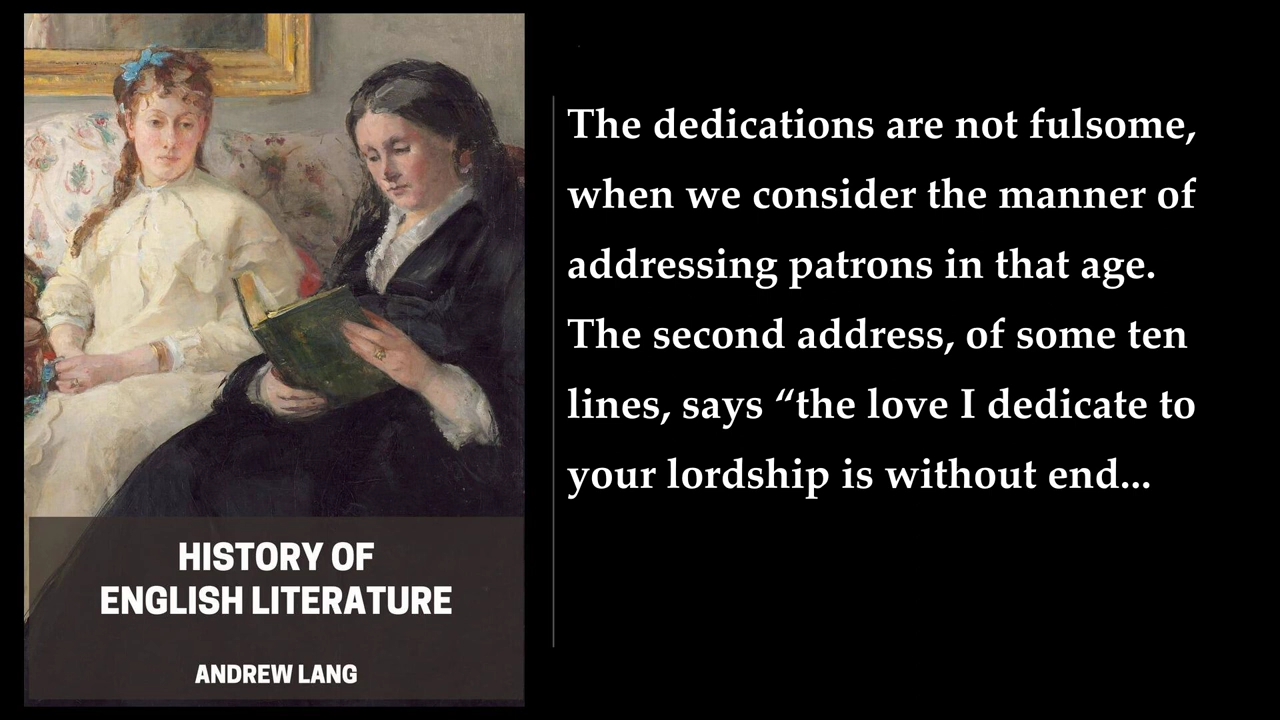 The dedications are not fulsome,
when we consider the manner of
addressing patrons in that age.
The second address, of some ten
lines, says “the love I dedicate to
your lordship is without end...
HISTORY OF
ENGLISH LITERATURE
ANDREW LANG